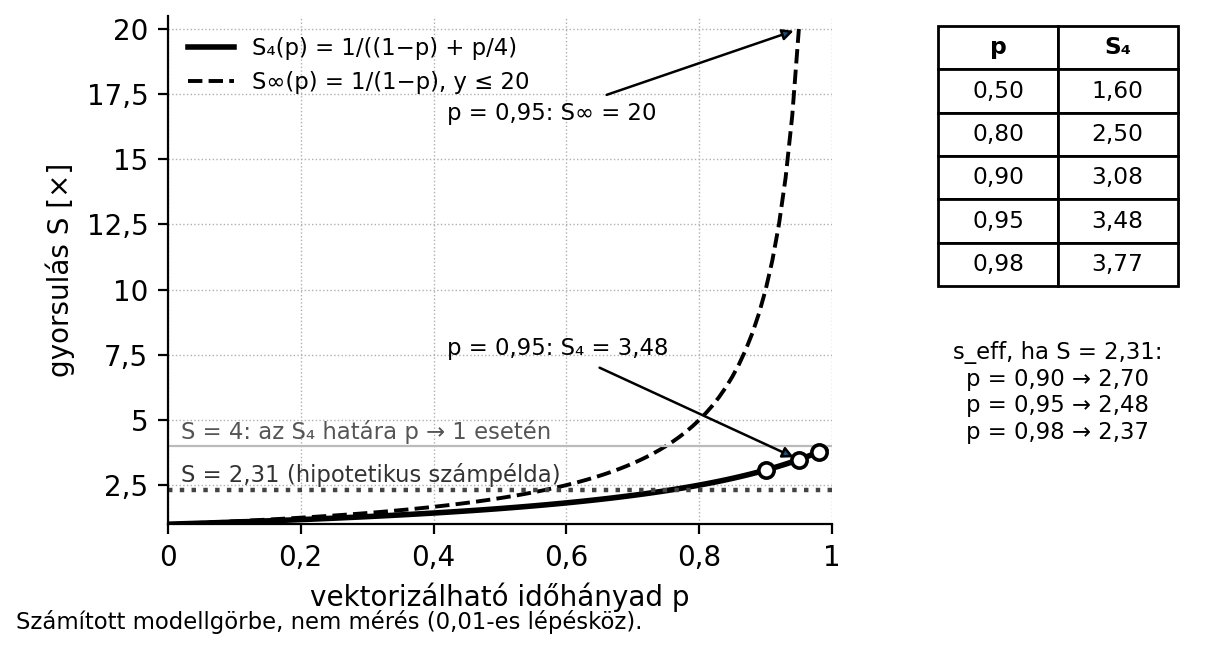 S₄(p) = 1/((1−p) + p/4)
S∞(p) = 1/(1−p), y ≤ 20
p = 0,95: S∞ = 20
p = 0,95: S₄ = 3,48
S = 4: az S₄ határa p → 1 esetén
S = 2,31 (hipotetikus számpélda)
20
17,5
15
12,5
10
7,5
5
2,5
gyorsulás S [×]
0 0,2 0,4 0,6 0,8 1
vektorizálható időhányad p
Számított modellgörbe, nem mérés (0,01-es lépésköz).
p S₄
0,50 1,60
0,80 2,50
0,90 3,08
0,95 3,48
0,98 3,77
s_eff, ha S = 2,31:
p = 0,90 → 2,70
p = 0,95 → 2,48
p = 0,98 → 2,37